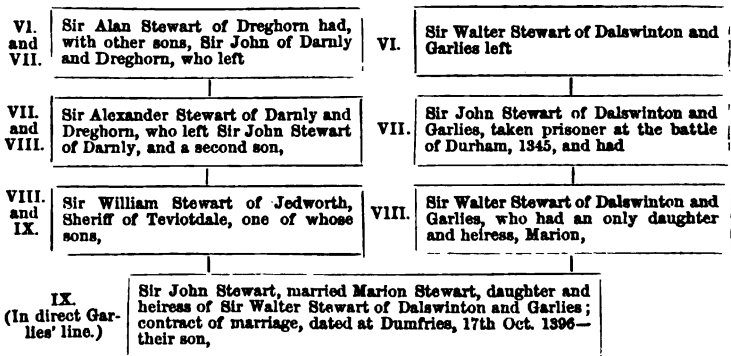 VI.
and
VII.
Sir Alan Stewart of Dreghorn had,
with other sons, Sir John of Darnly
and Dreghorn, who left
VI.
Sir Walter Stewart of Dalswinton and
Garlies left
VII.
and
VIII.
Sir Alexander Stewart of Darnly and
Dreghorn, who left Sir John Stewart
of Darnly, and a second son,
VII.
Sir John Stewart of Dalswinton and
Garlies, taken prisoner at the battle
of Durham, 1345, and had
VIII.
and
IX.
Sir William Stewart of Jedworth,
Sheriff of Teviotdale, one of whose
sons,
VIII.
Sir Walter Stewart of Dalswinton and
Garlies, who had an only daughter
and heiress, Marion,
IX.
(In direct Gar-
lies' line.)
Sir John Stewart, married Marion Stewart, daughter and
heiress of Sir Walter Stewart of Dalswinton and Garlies;
contract of marriage, dated at Dumfries, 17th Oct. 1396—
their son,